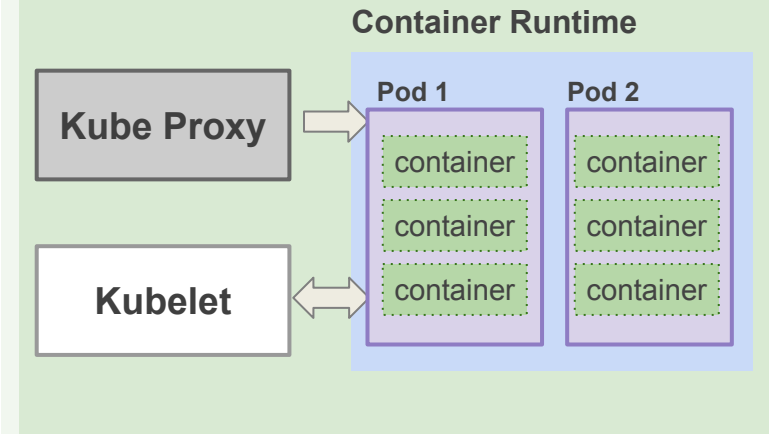 Container Runtime
Kube Proxy
Kubelet
Pod 1
container
container
container
Pod 2
container
container
container